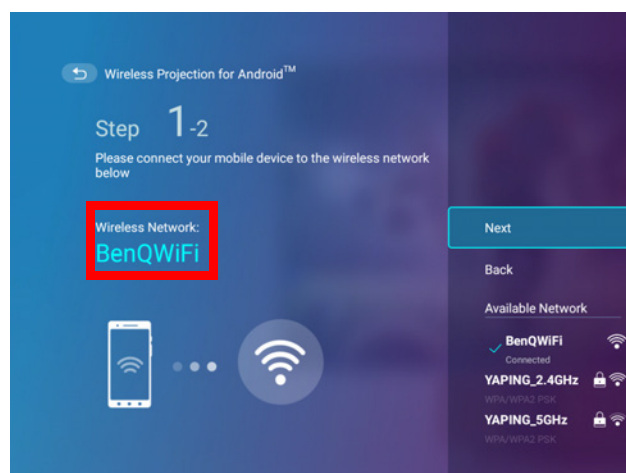 Wireless Projection for Android™
Step 1-2
Please connect your mobile device to the wireless network
below
Wireless Network:
BenQWiFi
Next
Back
Available Network
BenQWiFi
Connected
YAPING_2.4GHz
WPA/WPA2 PSK
YAPING_5GHz
WPA/WPA2 PSK